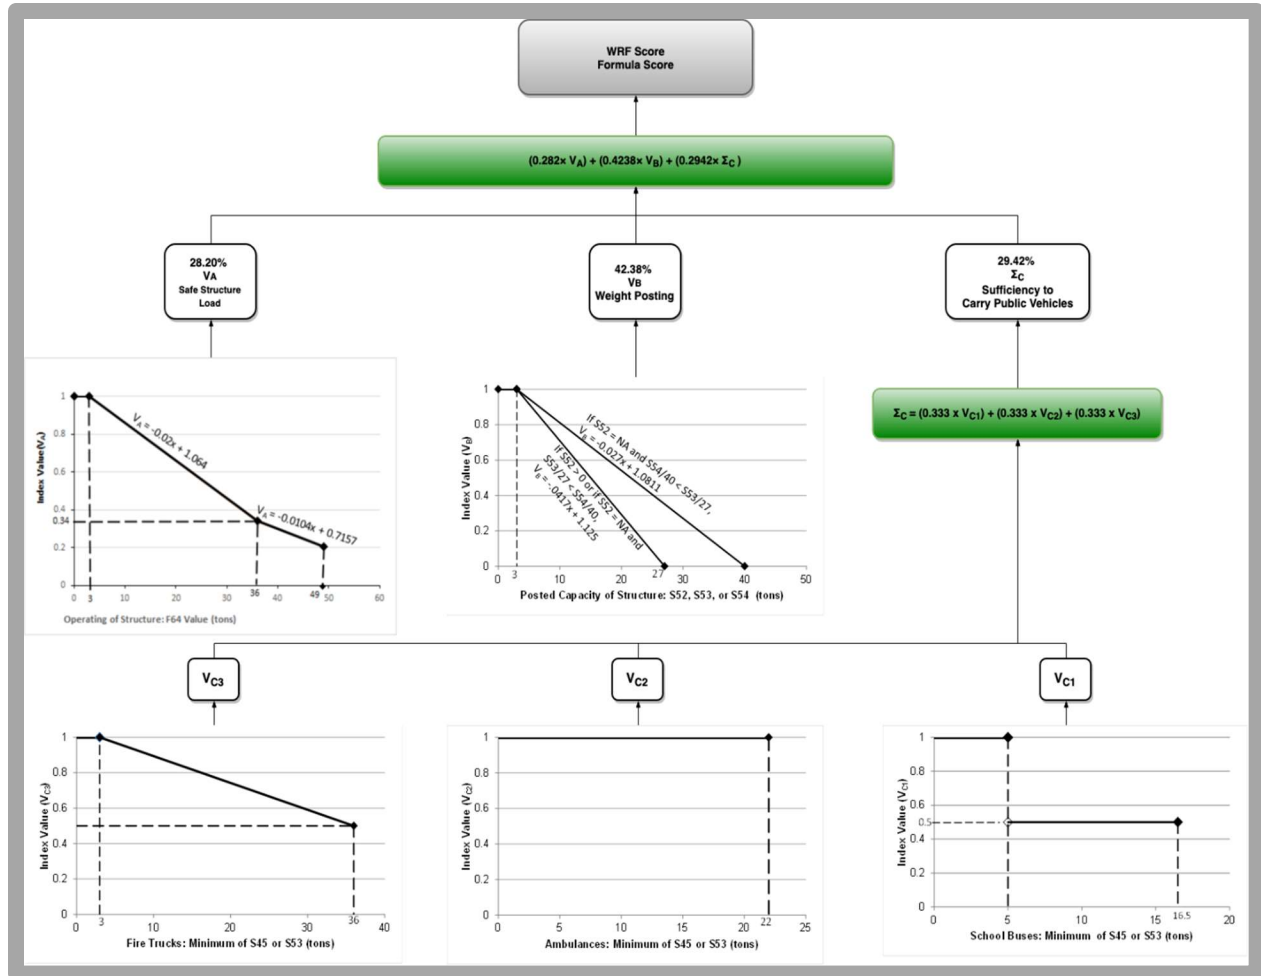 WRF Score
Formula Score
(0.282× VA) + (0.4238× VB) + (0.2942× ΣC )
28.20%
VA
Safe Structure
Load
42.38%
VB
Weight Posting
29.42%
ΣC
Sufficiency to
Carry Public Vehicles
1
0.8
0.6
0.4
0.34
0.2
0
Index Value(VA)
VA = -0.02x + 1.064
VA = -0.0104x + 0.7157
0
3
10
20
30
36
40
49
50
60
Operating of Structure: F64 Value (tons)
1
0.8
0.6
0.4
0.2
0
Index Value (VB)
If S52 = NA and S54/40 < S53/27,
VB = -0.027x + 1.0811
If S52 > 0 or if S52 = NA and
S53/27 < S54/40,
VB = -.0417x + 1.125
0
3
10
20
27
30
40
50
Posted Capacity of Structure: S52, S53, or S54 (tons)
ΣC = (0.333 x VC1) + (0.333 x VC2) + (0.333 x VC3)
VC3
VC2
VC1
1
0.8
0.6
0.4
0.2
0
Index Value (VC3)
0
3
10
20
30
36
40
Fire Trucks: Minimum of S45 or S53 (tons)
1
0.8
0.6
0.4
0.2
0
Index Value (VC2)
0
5
10
15
20
22
25
Ambulances: Minimum of S45 or S53 (tons)
1
0.8
0.6
0.5
0.4
0.2
0
Index Value (VC1)
0
5
10
15
16.5
20
School Buses: Minimum of S45 or S53 (tons)